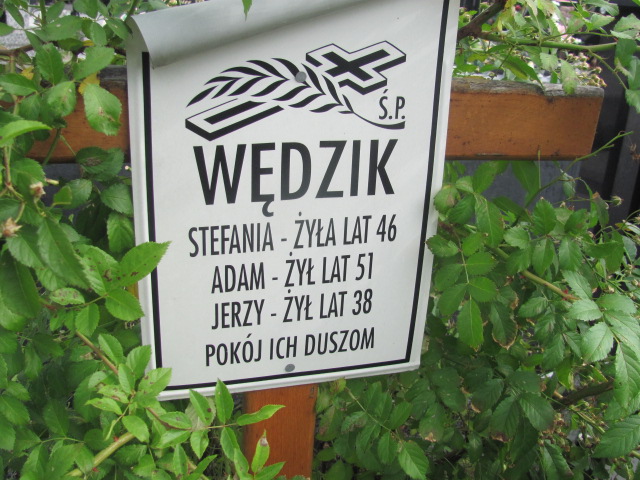 Ś.P.
WĘDZIK
STEFANIA - ŻYŁA LAT 46
ADAM - ŻYŁ LAT 51
JERZY - ŻYŁ LAT 38
POKÓJ ICH DUSZOM